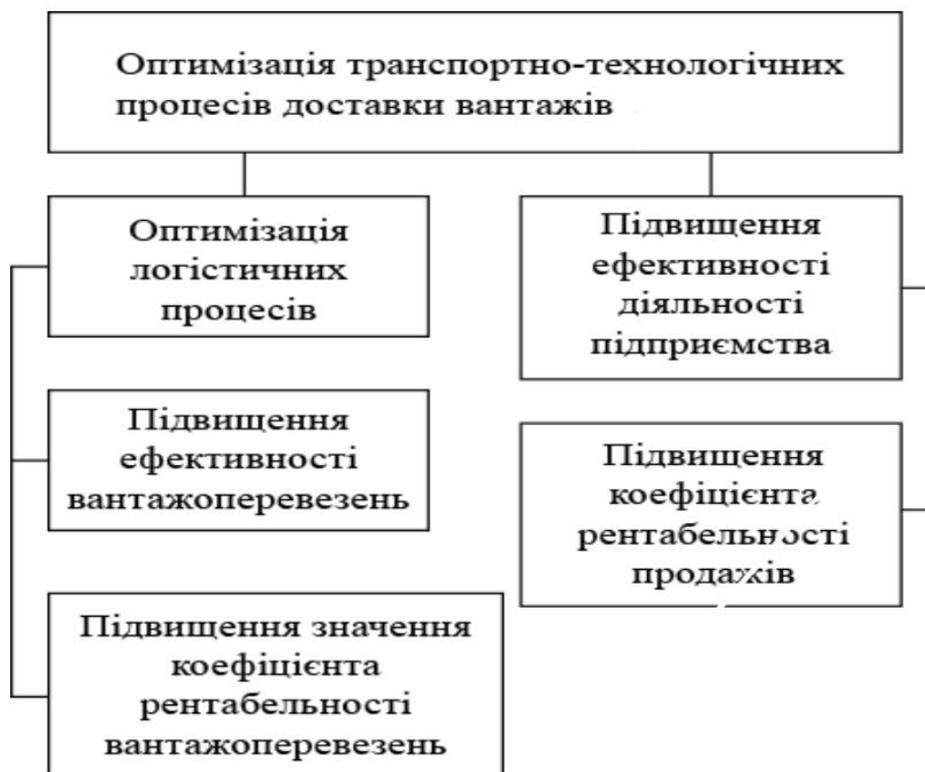 Оптимізація транспортно-технологічних
процесів доставки вантажів
Оптимізація
логістичних
процесів
Підвищення
ефективності
вантажоперевезень
Підвищення значення
коефіцієнта
рентабельності
вантажоперевезень
Підвищення
ефективності
діяльності
підприємства
Підвищення
коефіцієнта
рентабельності
продажів